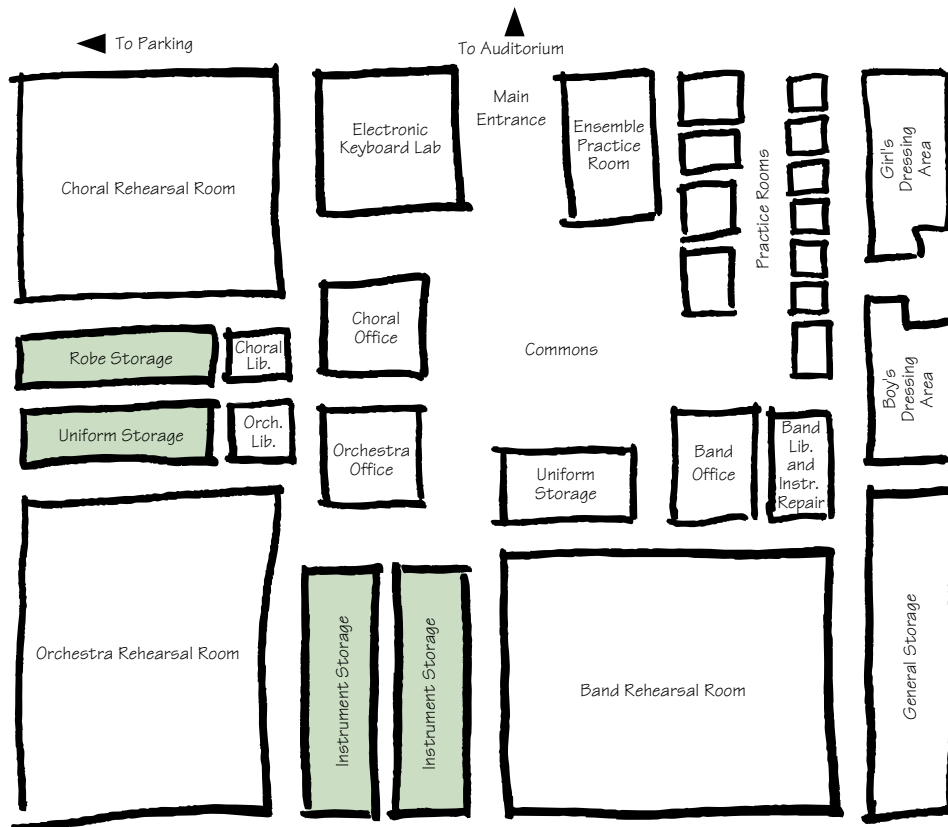 To Parking
To Auditorium
Main
Entrance
Choral Rehearsal Room
Electronic
Keyboard Lab
Ensemble
Practice
Room
Practice Rooms
Girl's
Dressing
Area
Robe Storage
Choral
Lib.
Choral
Office
Commons
Boy's
Dressing
Area
Uniform Storage
Orch.
Lib.
Orchestra
Office
Uniform
Storage
Band
Office
Band
Lib.
and
Instr.
Repair
Orchestra Rehearsal Room
Instrument Storage
Instrument Storage
Band Rehearsal Room
General Storage